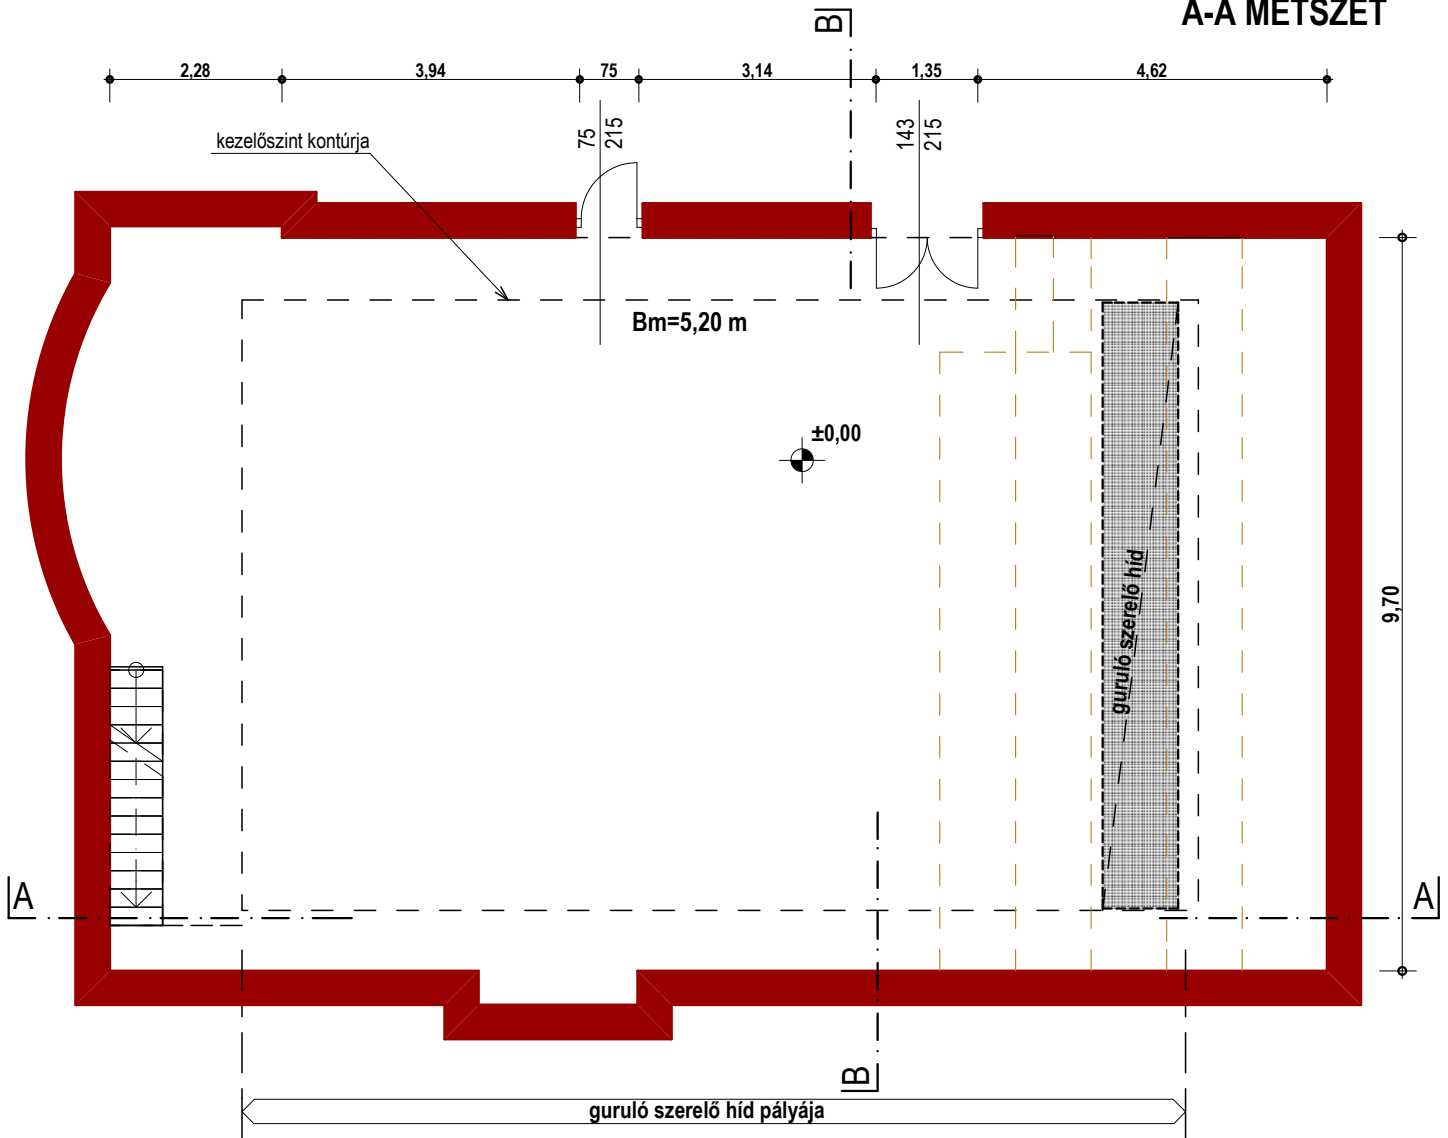 A-A METSZET
B
2,28
3,94
75
3,14
1,35
4,62
kezelőszint kontúrja
75
215
143
215
Bm=5,20 m
±0,00
guruló szerelő híd
9,70
A
A
B
guruló szerelő híd pályája